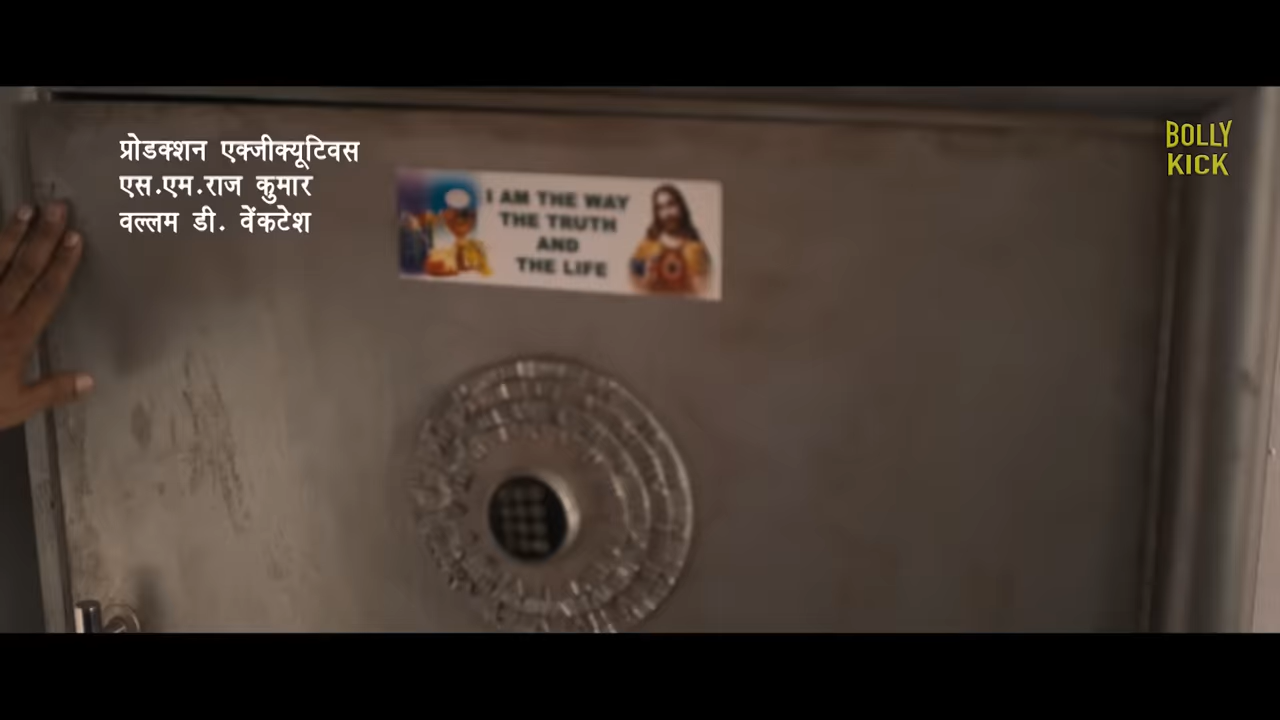 प्रोडक्शन एक्जीक्यूटिवस
एस.एम.राज कुमार
वल्लम डी. वेंकटेश
I AM THE WAY
THE TRUTH
AND
THE LIFE
BOLLY
KICK